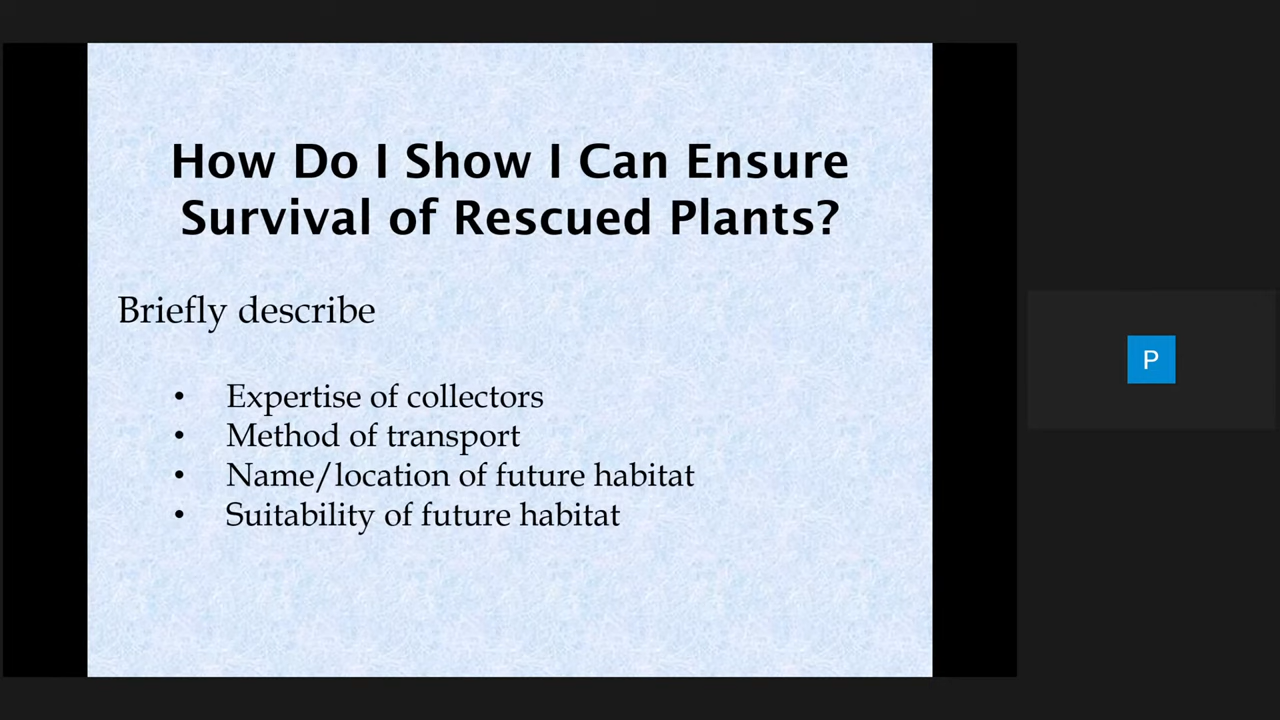 How Do I Show I Can Ensure
Survival of Rescued Plants?
Briefly describe
• Expertise of collectors
• Method of transport
• Name/location of future habitat
• Suitability of future habitat
P